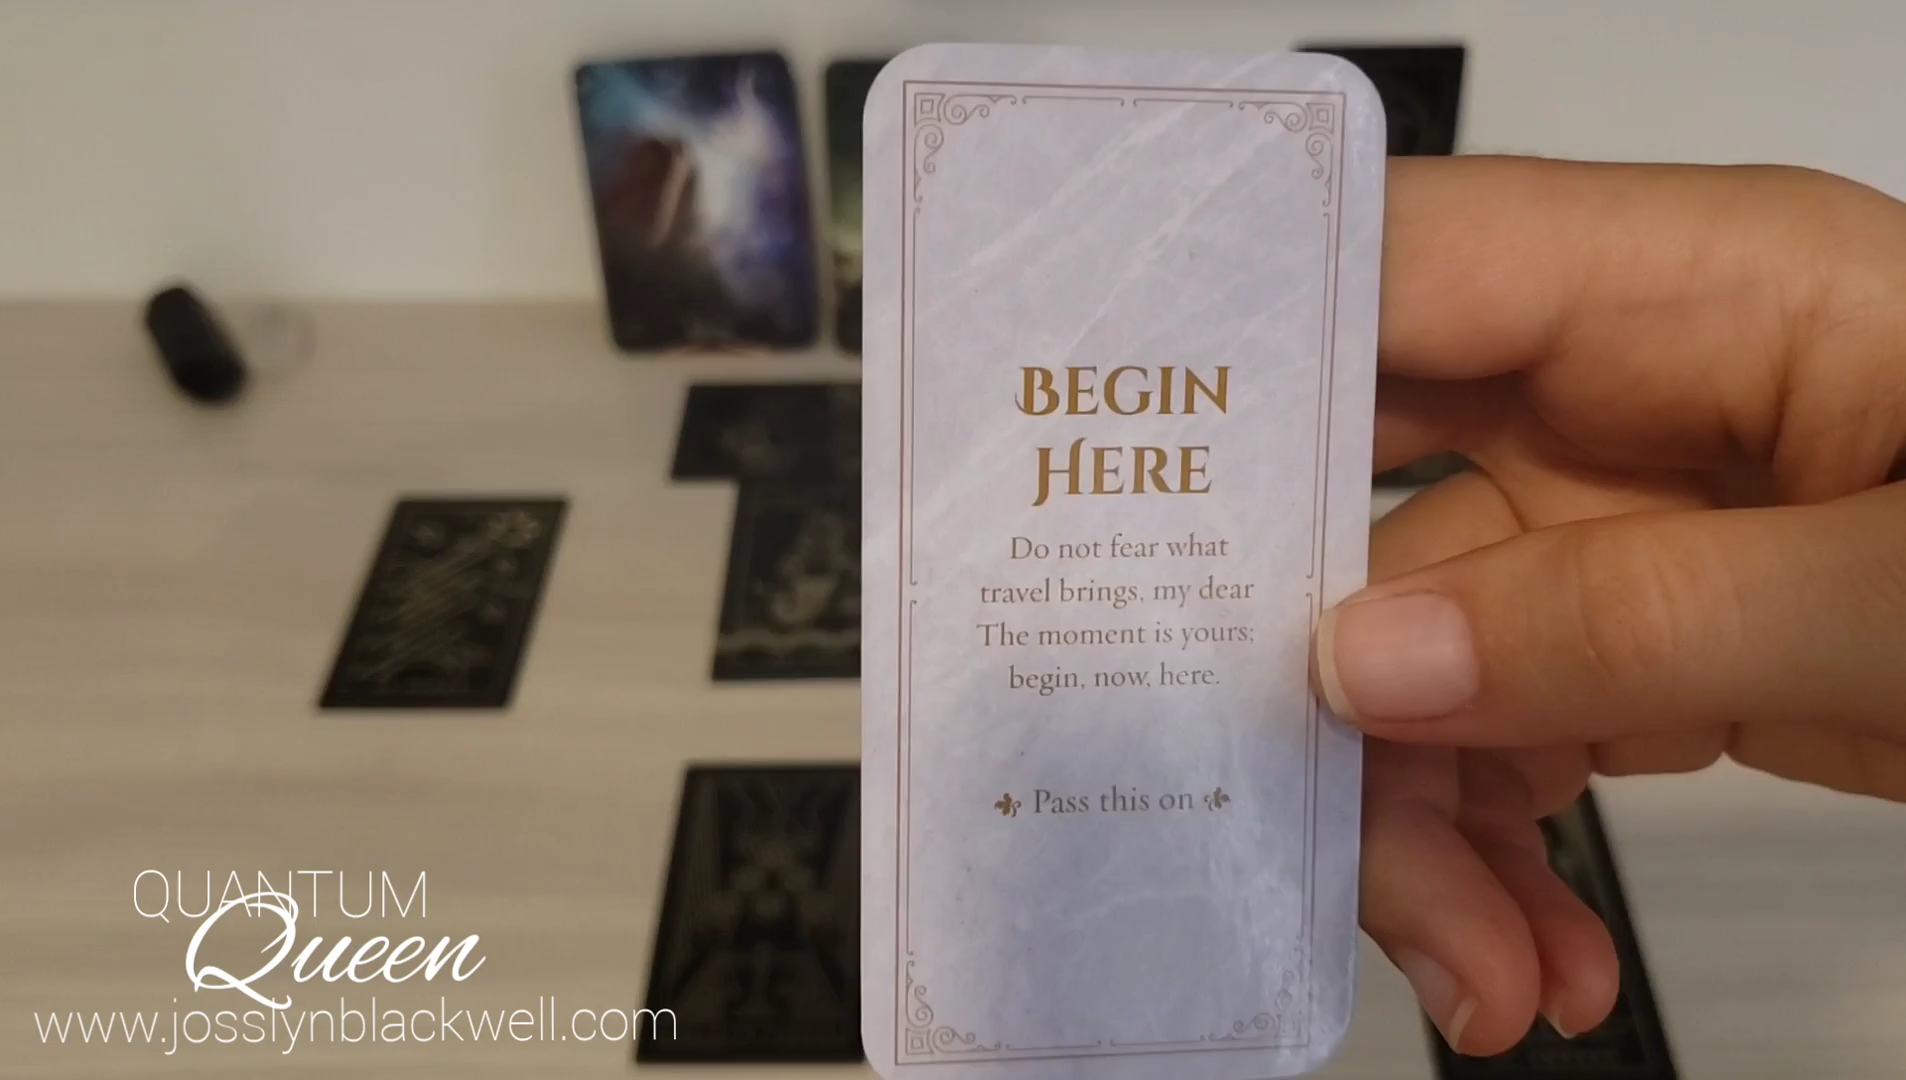 BEGIN
HERE
Do not fear what
travel brings, my dear
The moment is yours;
begin, now, here.
Pass this on
QUANTUM
Queen
www.josslynblackwell.com